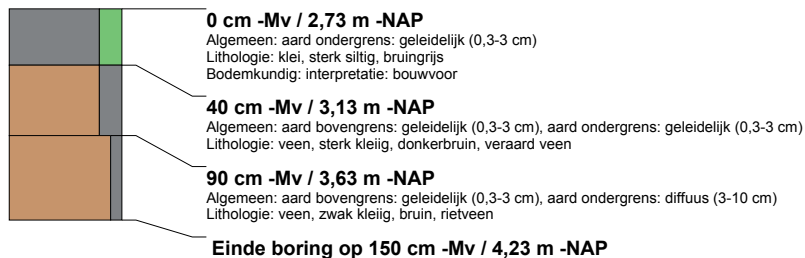 0 cm -Mv / 2,73 m -NAP
Algemeen: aard ondergrens: geleidelijk (0,3-3 cm)
Lithologie: klei, sterk siltig, bruingrijs
Bodemkundig: interpretatie: bouwvoor
40 cm -Mv / 3,13 m -NAP
Algemeen: aard bovengrens: geleidelijk (0,3-3 cm), aard ondergrens: geleidelijk (0,3-3 cm)
Lithologie: veen, sterk kleiig, donkerbruin, veraard veen
90 cm -Mv / 3,63 m -NAP
Algemeen: aard bovengrens: geleidelijk (0,3-3 cm), aard ondergrens: diffuus (3-10 cm)
Lithologie: veen, zwak kleiig, bruin, rietveen
Einde boring op 150 cm -Mv / 4,23 m -NAP